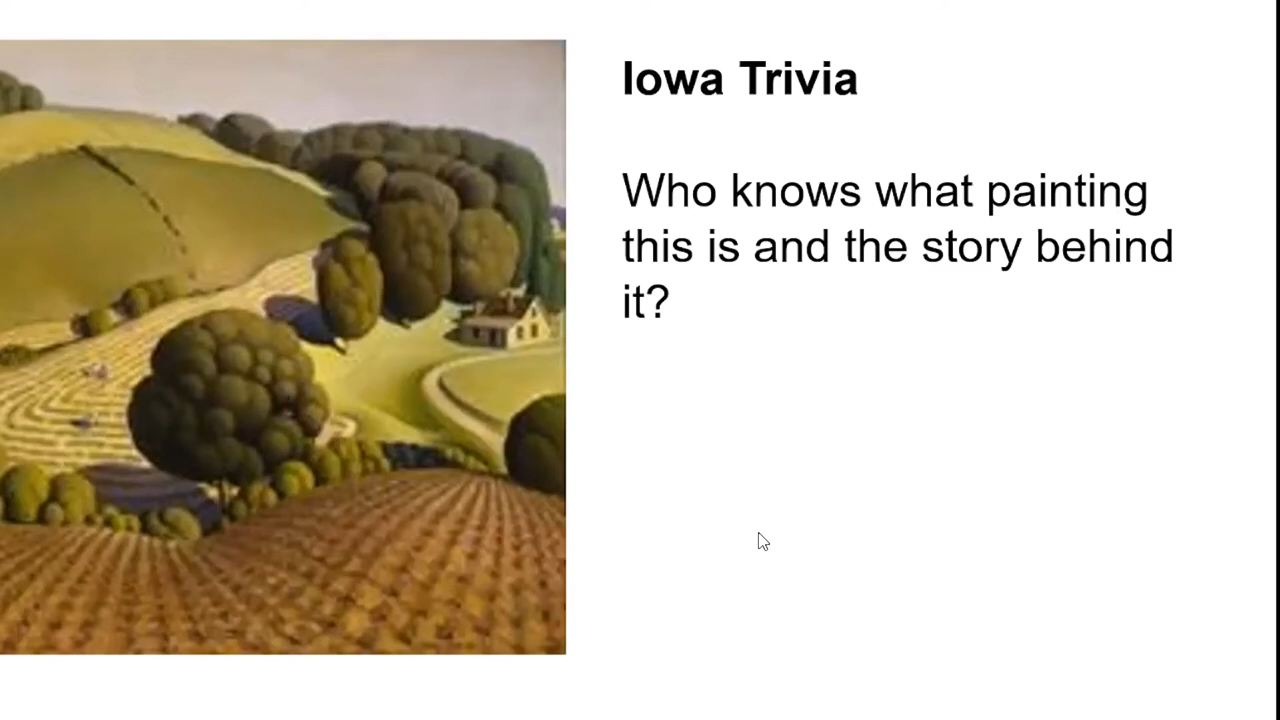 Iowa Trivia
Who knows what painting
this is and the story behind
it?